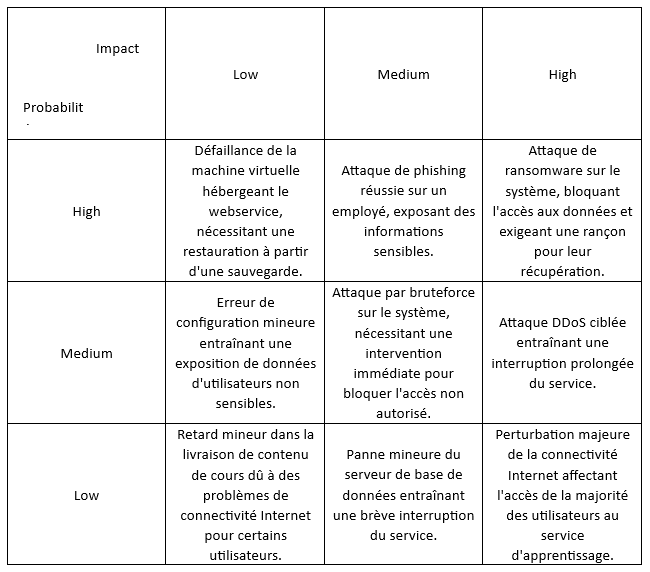 Impact
Probabilit
Low
Medium
High
High
Défaillance de la
machine virtuelle
hébergeant le
webservice,
nécessitant une
restauration à partir
d'une sauvegarde.
Attaque de phishing
réussie sur un
employé, exposant des
informations
sensibles.
Attaque de
ransomware sur le
système, bloquant
l'accès aux données et
exigeant une rançon
pour leur
récupération.
Medium
Erreur de
configuration mineure
entraînant une
exposition de données
d'utilisateurs non
sensibles.
Attaque par bruteforce
sur le système,
nécessitant une
intervention
immédiate pour
bloquer l'accès non
autorisé.
Attaque DDoS ciblée
entraînant une
interruption prolongée
du service.
Low
Retard mineur dans la
livraison de contenu
de cours dû à des
problèmes de
connectivité Internet
pour certains
utilisateurs.
Panne mineure du
serveur de base de
données entraînant
une brève interruption
du service.
Perturbation majeure
de la connectivité
Internet affectant
l'accès de la majorité
des utilisateurs au
service
d'apprentissage.